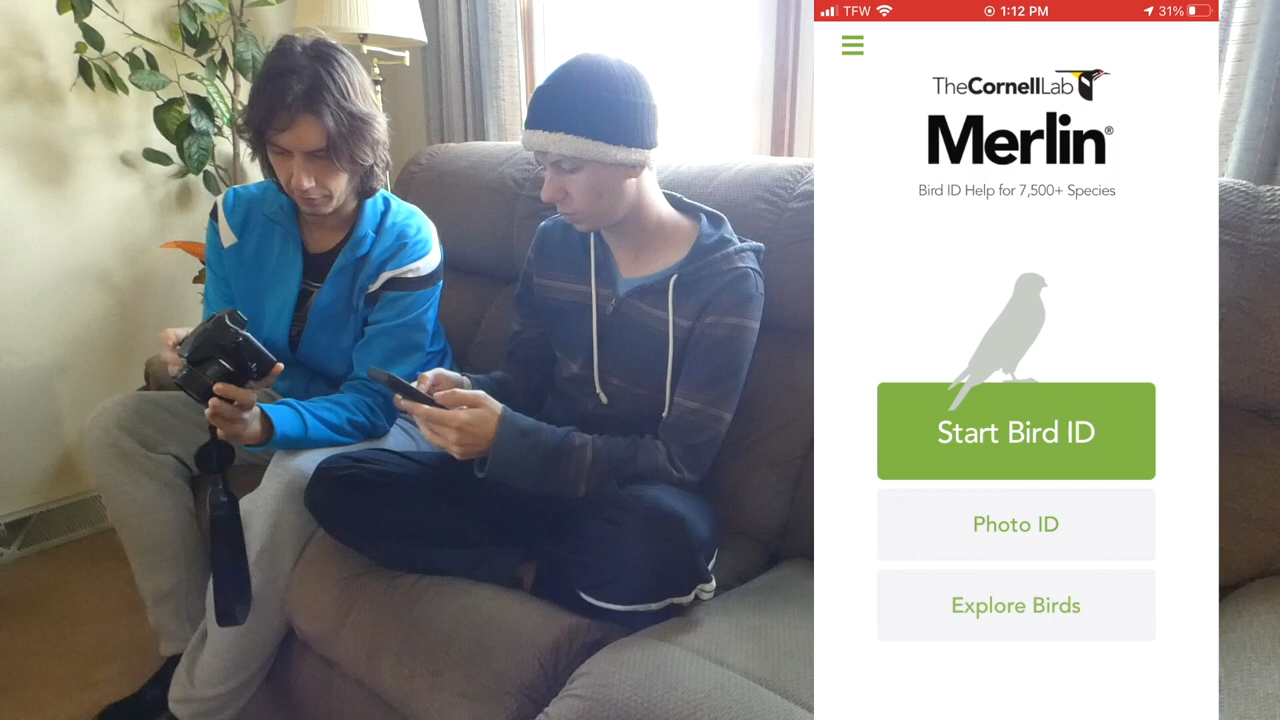 TFW 1:12 PM 31%
TheCornellLab
Merlin®
Bird ID Help for 7,500+ Species
Start Bird ID
Photo ID
Explore Birds